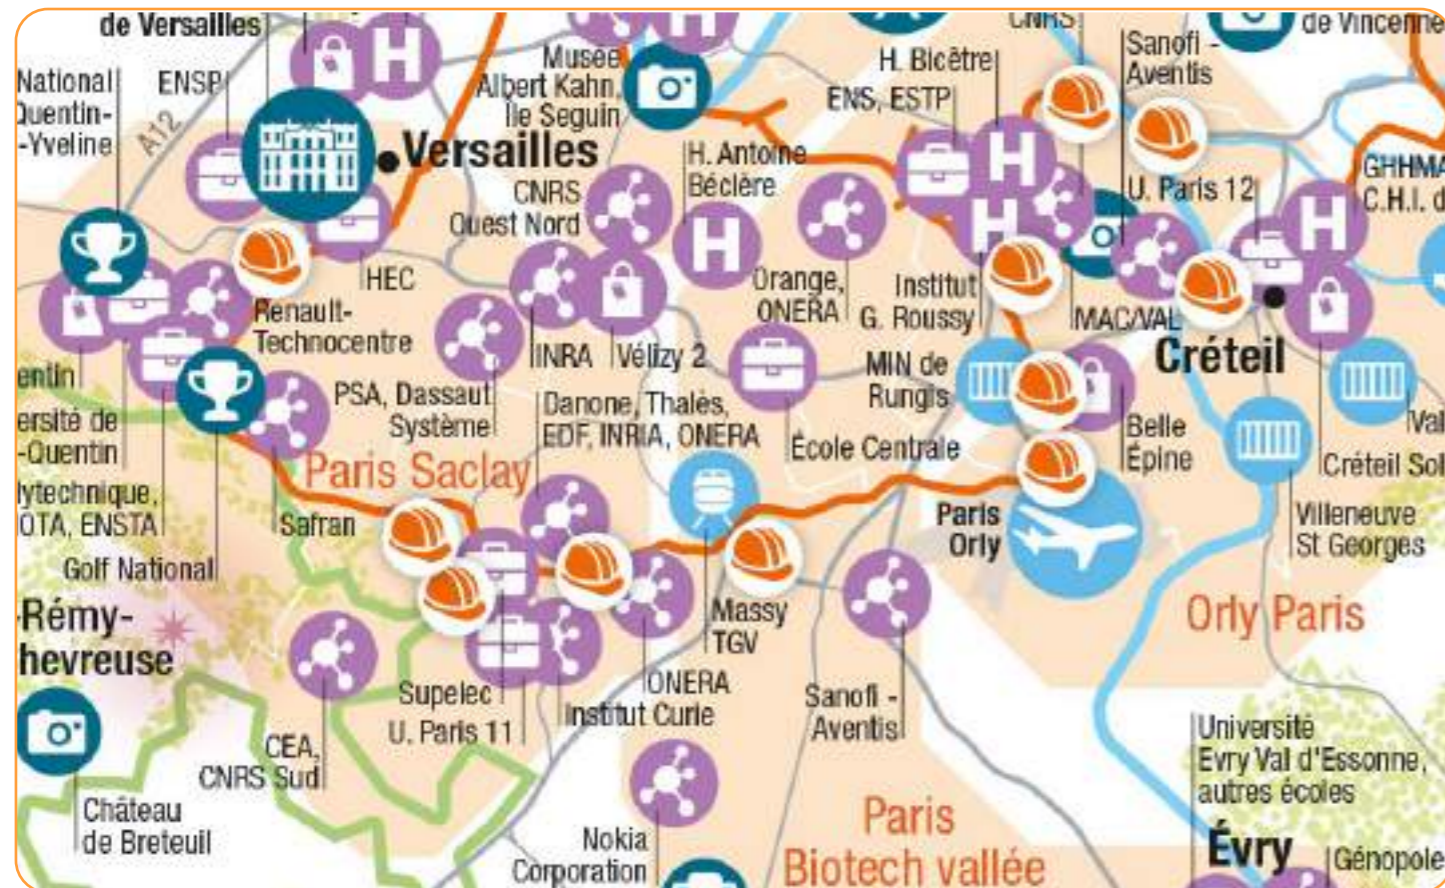 de Versailles
CNRS
de Vincenne
National
Quentin-
-Yveline
ENSP
A12
Musée
Albert Kahn,
Île Seguin
H. Bicêtre
ENS, ESTP
Sanofi -
Aventis
Versailles
H. Antoine
Béclère
U. Paris 12
GHHMA
C.H.I. d
CNRS
Ouest Nord
HEC
Renault-
Technocentre
INRA
Vélizy 2
Orange,
ONERA
Institut
G. Roussy
MAC/VAL
Créteil
entin
PSA, Dassaut
Système
MIN de
Rungis
Danone, Thalès,
EDF, INRIA, ONERA
École Centrale
Belle
Épine
Val
Créteil Sol
ersité de
-Quentin
Paris Saclay
lytechnique,
OTA, ENSTA
Safran
Paris
Orly
Villeneuve
St Georges
Golf National
-Rémy-
hevreuse
Massy
TGV
Orly Paris
Supelec
U. Paris 11
ONERA
Institut Curie
Sanofi -
Aventis
CEA,
CNRS Sud
Université
Evry Val d'Essonne,
autres écoles
Château
de Breteuil
Nokia
Corporation
Paris
Biotech vallée
Évry
Génopole
H
H
H
H
H
H